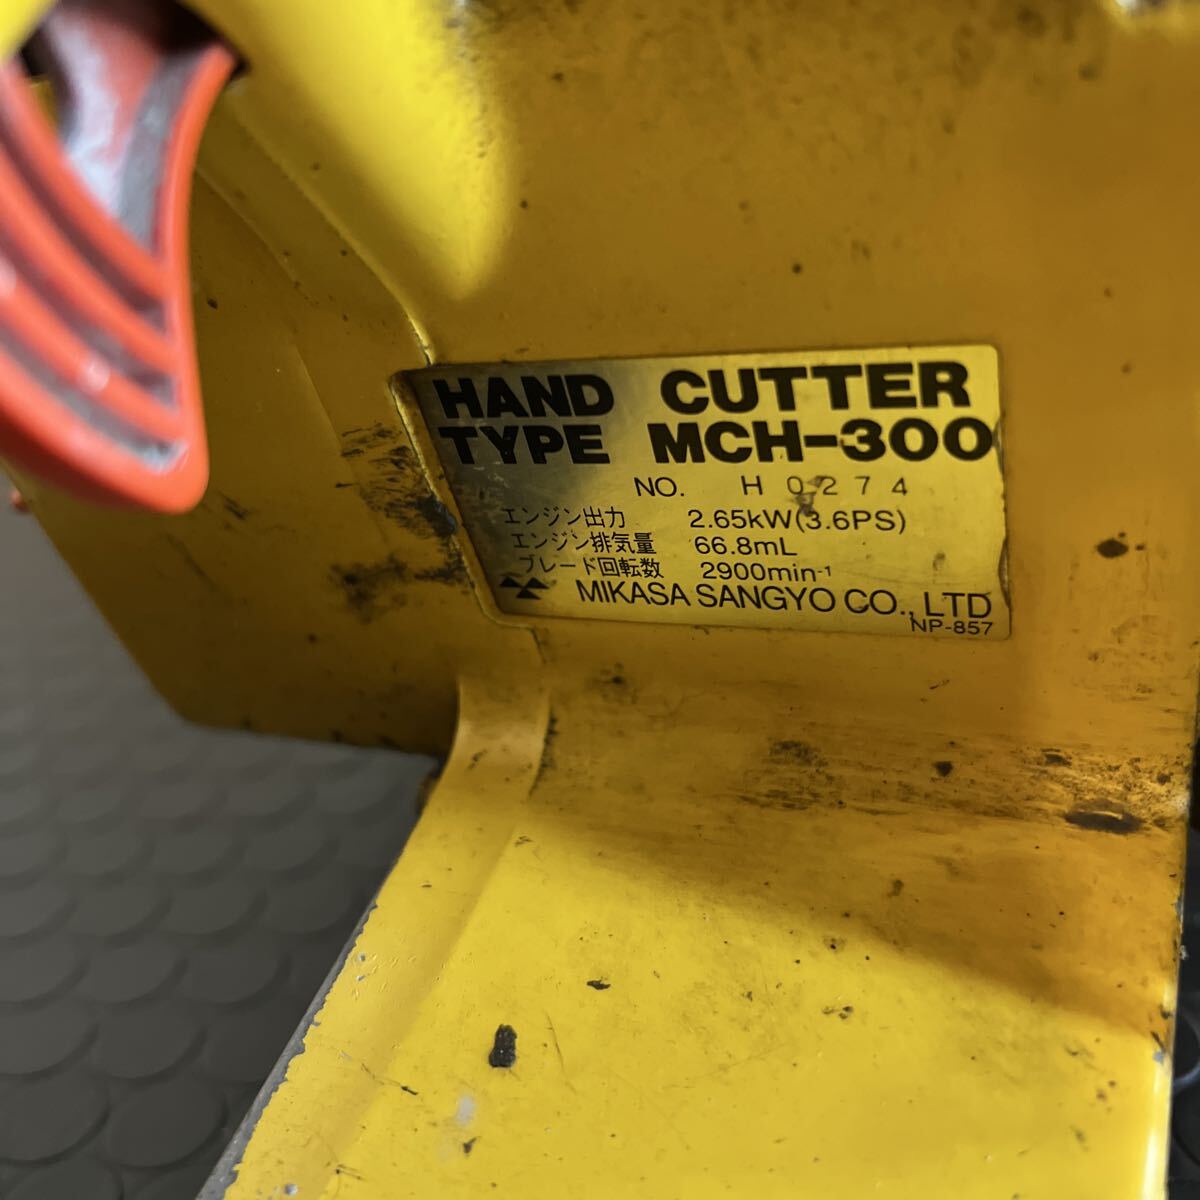 HAND CUTTER
TYPE MCH-300
NO. H 0274
エンジン出力 2.65kW(3.6PS)
エンジン排気量 66.8mL
ブレード回転数 2900min-1
MIKASA SANGYO CO., LTD
NP-857